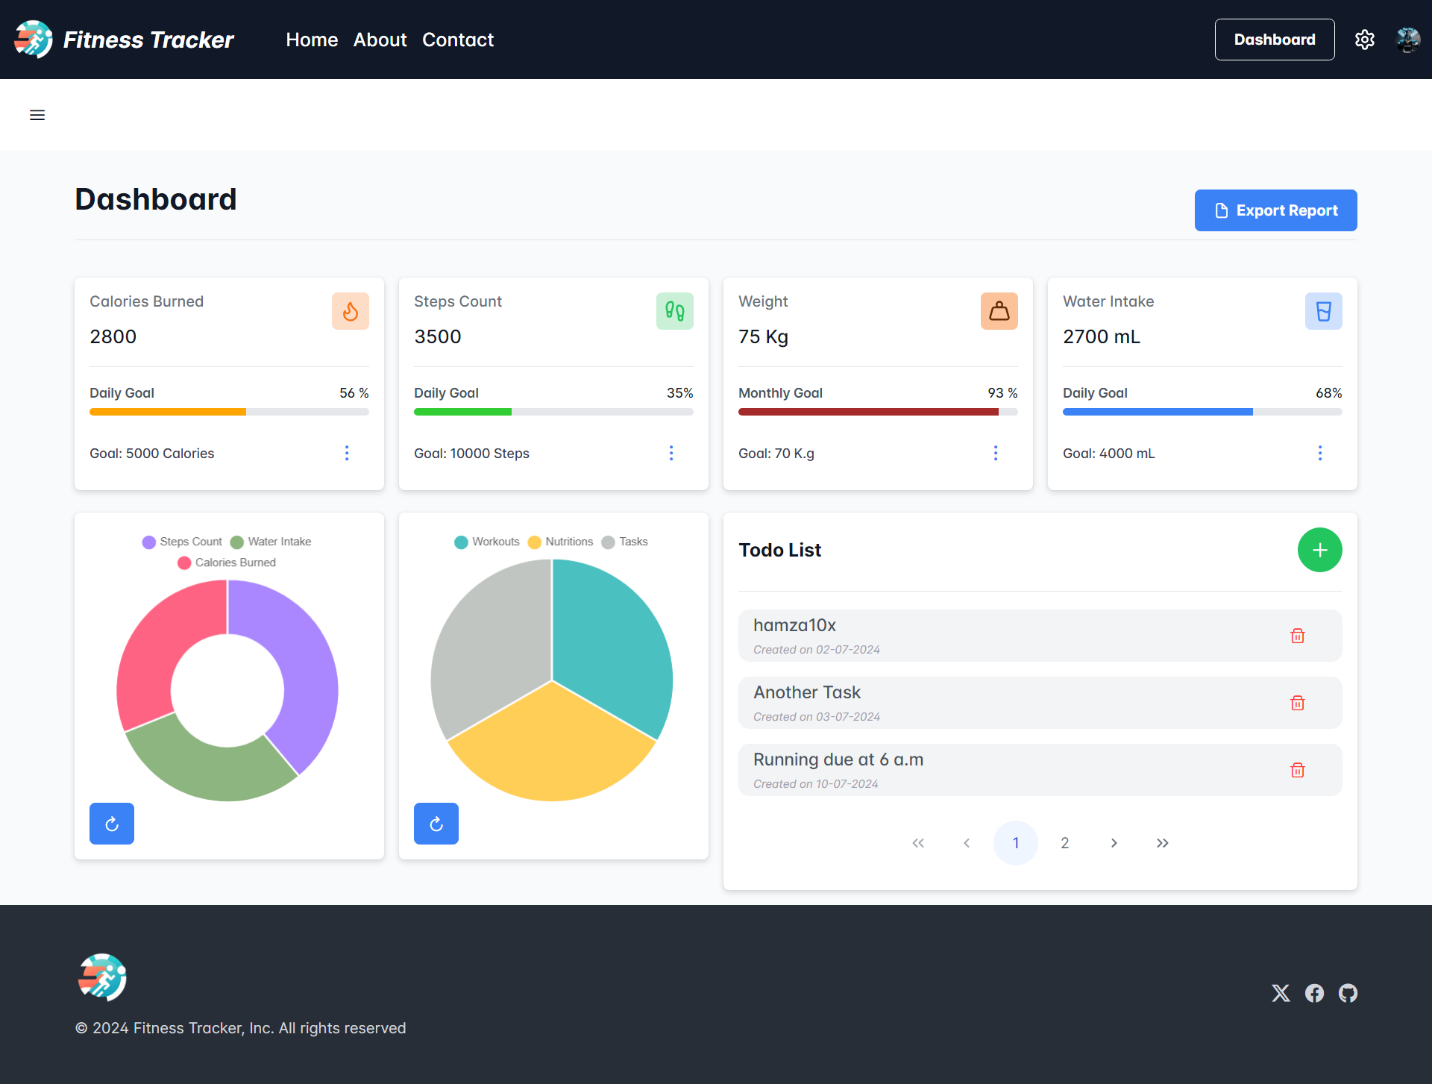 Fitness Tracker Home About Contact Dashboard
Dashboard
Export Report
Calories Burned
2800
Daily Goal 56 %
Goal: 5000 Calories
Steps Count
3500
Daily Goal 35%
Goal: 10000 Steps
Weight
75 Kg
Monthly Goal 93 %
Goal: 70 K.g
Water Intake
2700 mL
Daily Goal 68%
Goal: 4000 mL
Steps Count Water Intake
Calories Burned
Workouts Nutritions Tasks
Todo List
hamza10x
Created on 02-07-2024
Another Task
Created on 03-07-2024
Running due at 6 a.m
Created on 10-07-2024
1 2
© 2024 Fitness Tracker, Inc. All rights reserved